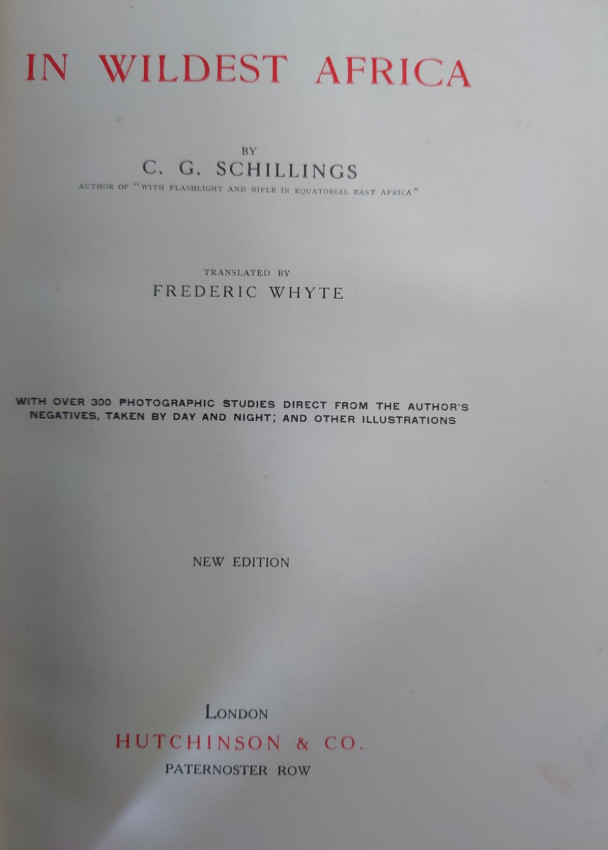 IN WILDEST AFRICA
BY
C. G. SCHILLINGS
AUTHOR OF "WITH FLASHLIGHT AND RIFLE IN EQUATORIAL EAST AFRICA"
TRANSLATED BY
FREDERIC WHYTE
WITH OVER 300 PHOTOGRAPHIC STUDIES DIRECT FROM THE AUTHOR'S
NEGATIVES, TAKEN BY DAY AND NIGHT; AND OTHER ILLUSTRATIONS
NEW EDITION
LONDON
HUTCHINSON & CO.
PATERNOSTER ROW